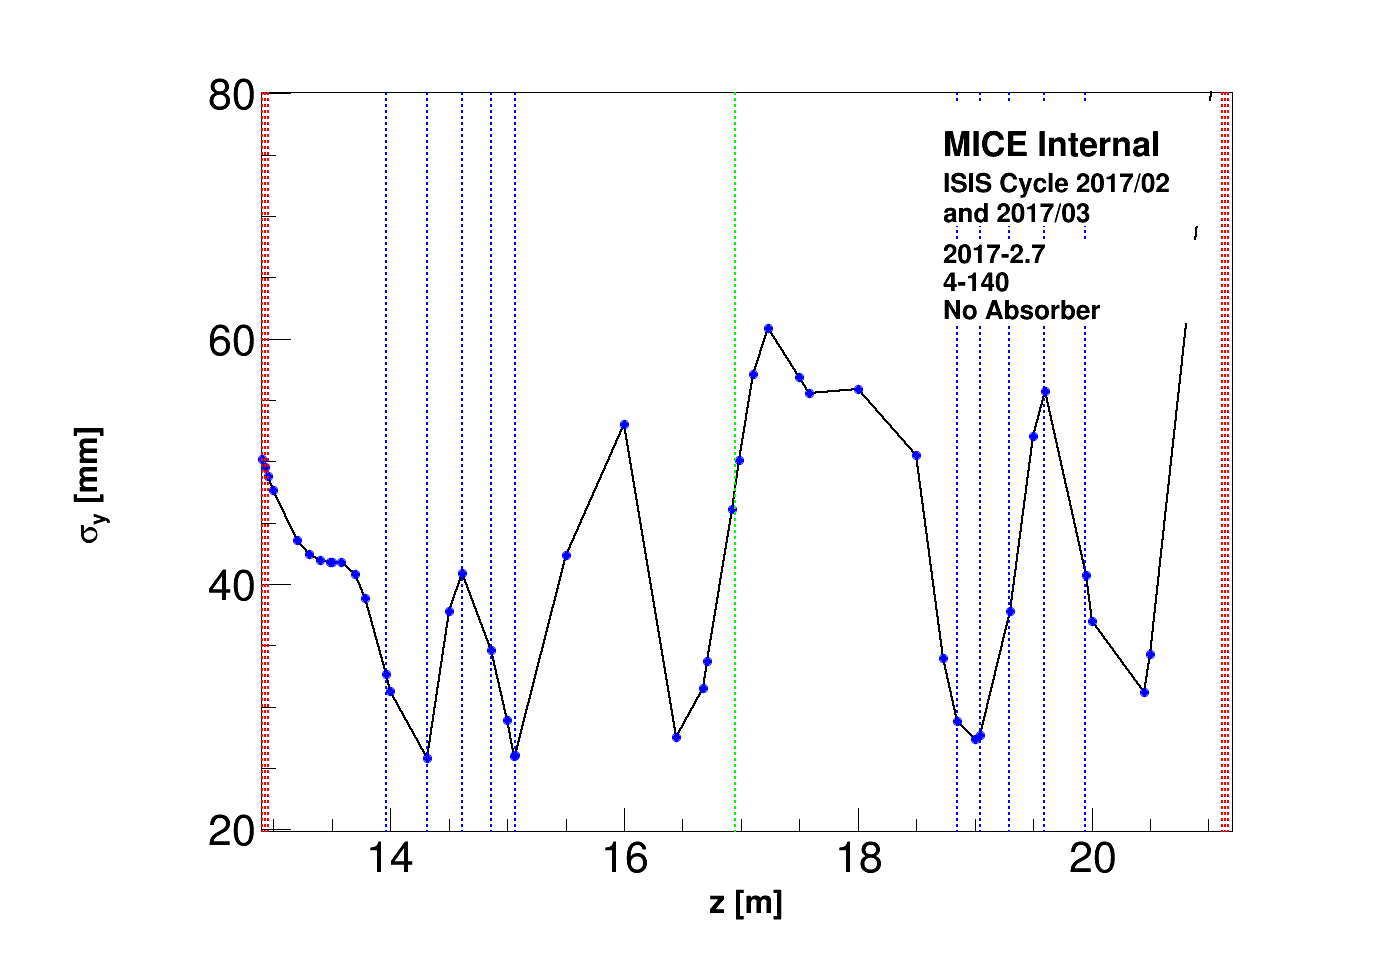 80
60
40
20
σy [mm]
MICE Internal
ISIS Cycle 2017/02
and 2017/03
2017-2.7
4-140
No Absorber
14 16 18 20
z [m]